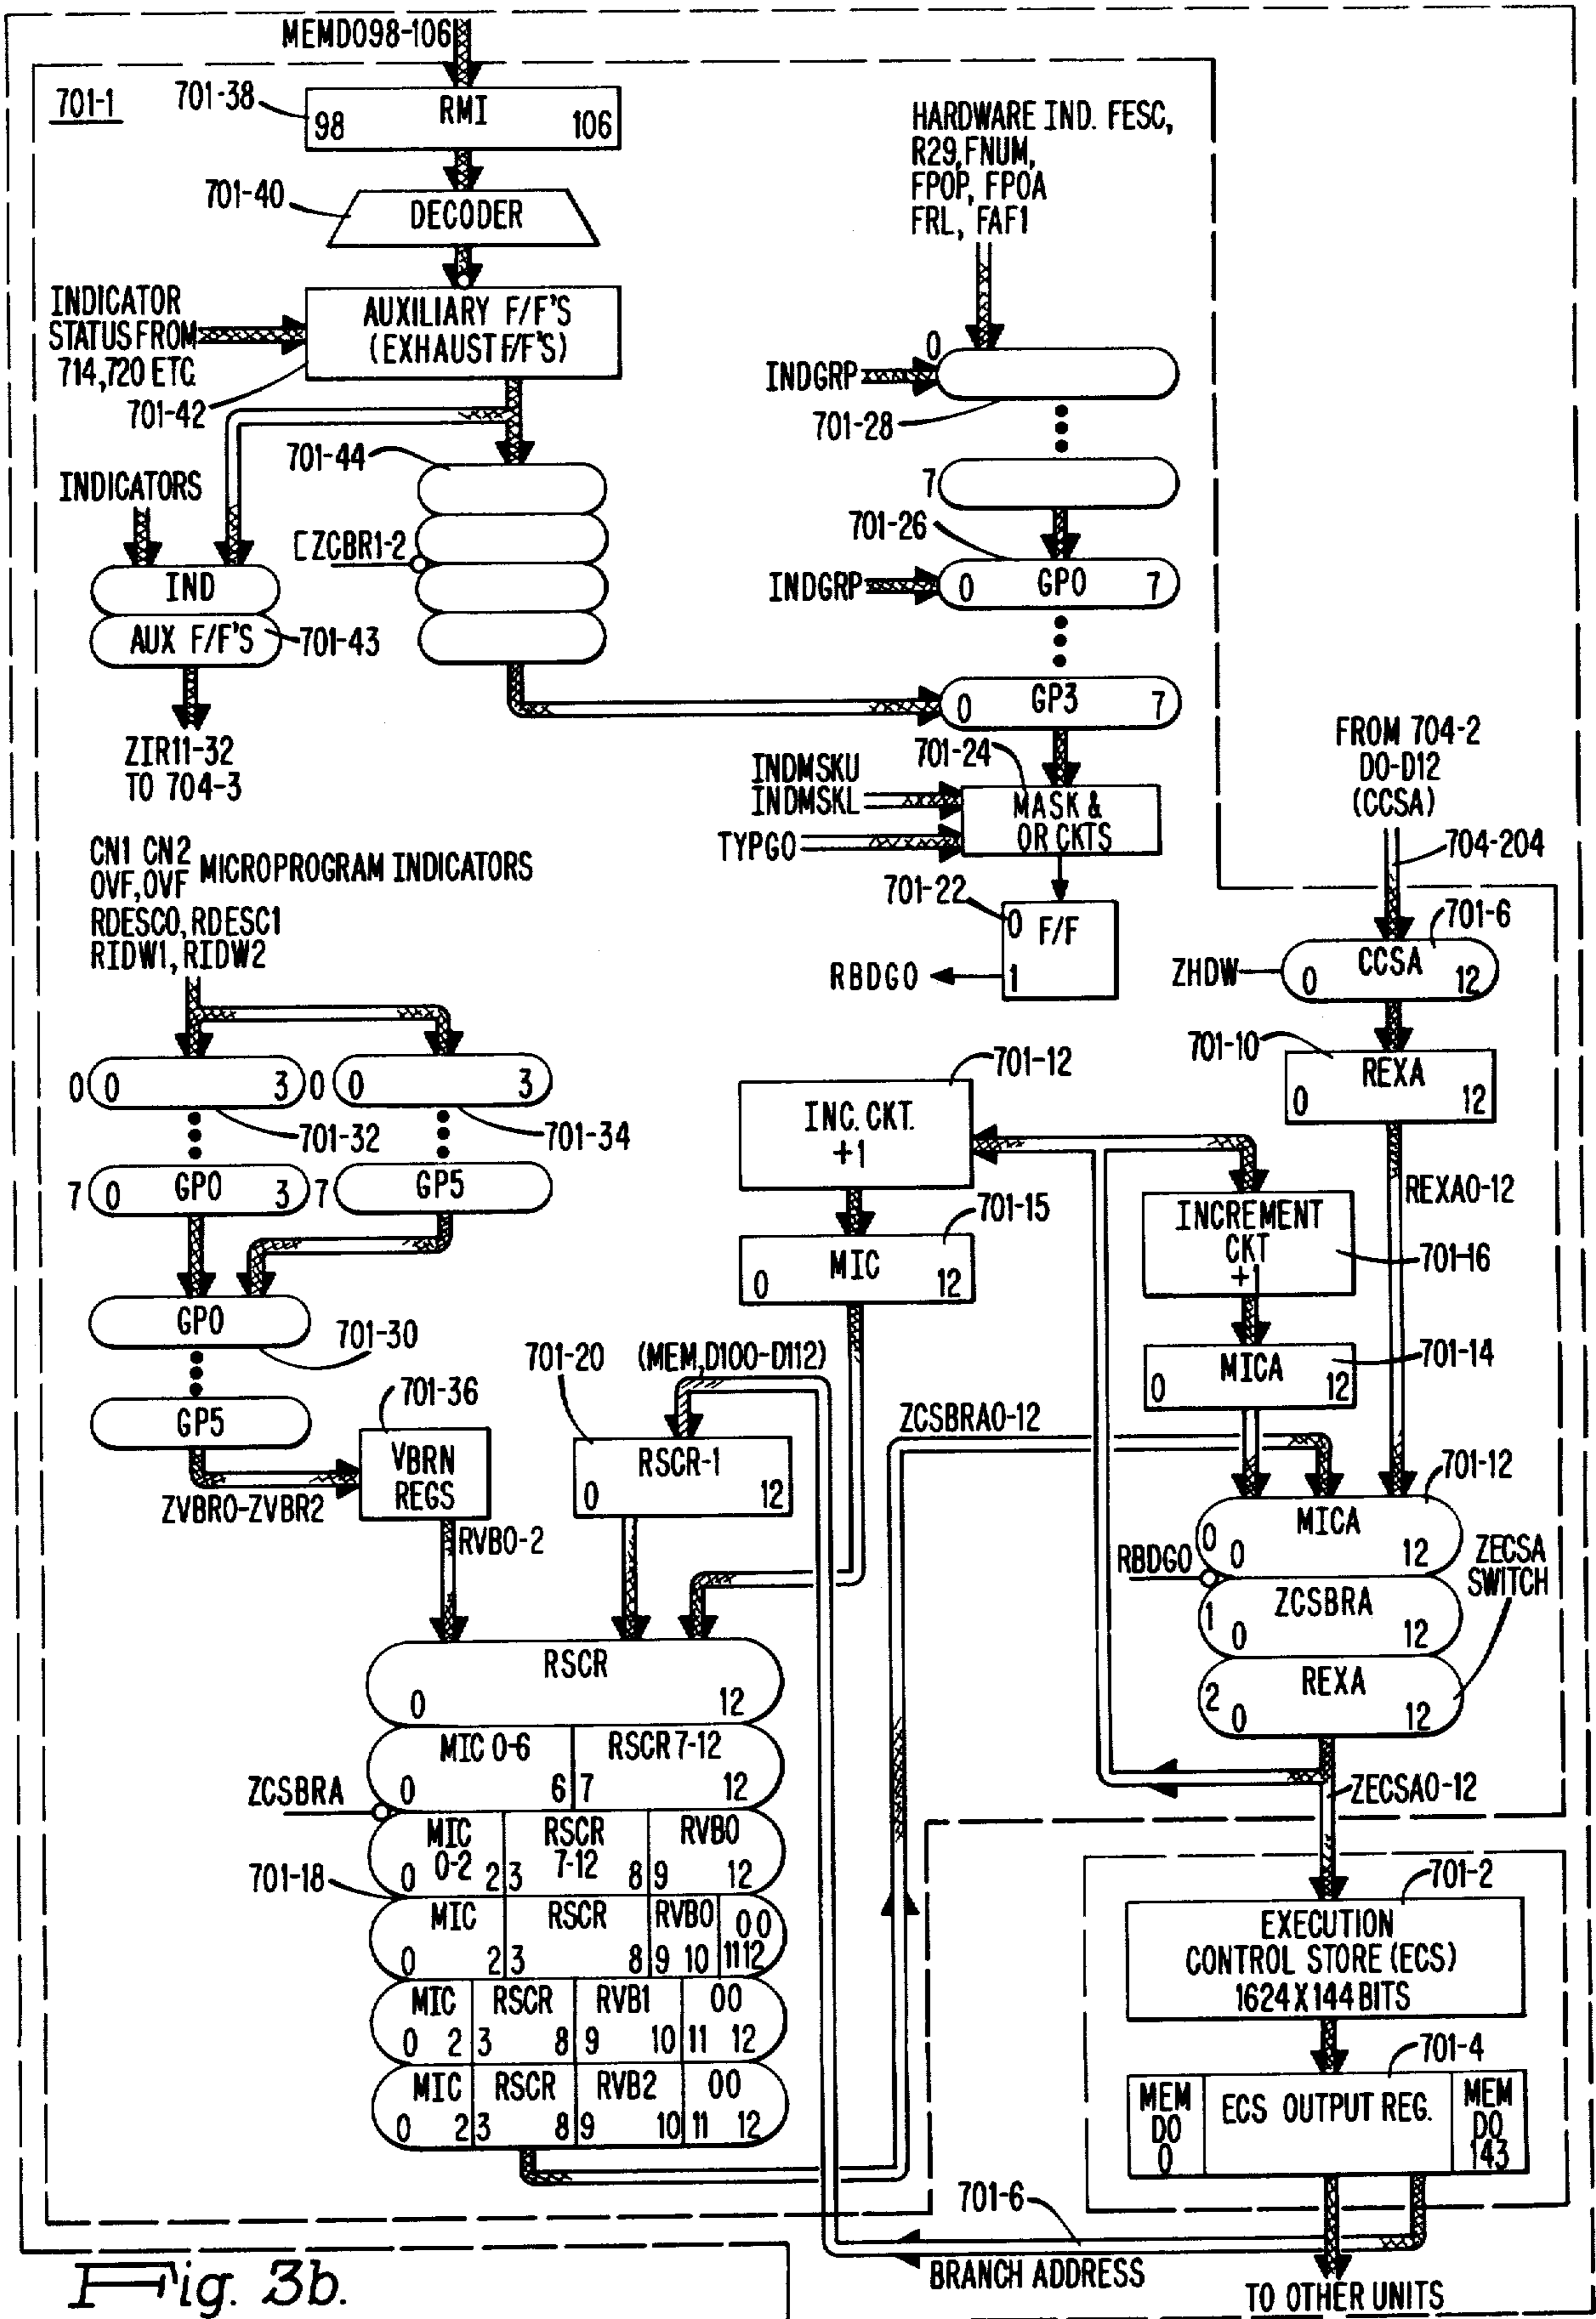 MEMDO98-106
701-1
701-38
RMI
98 106
701-40
DECODER
INDICATOR
STATUS FROM
714,720 ETC.
AUXILIARY F/F'S
(EXHAUST F/F'S)
701-42
701-44
INDICATORS
IND
AUX F/F'S
701-43
ZCBR1-2
ZIR11-32
TO 704-3
HARDWARE IND. FESC,
R29, FNUM,
FPOP, FPOA
FRL, FAF1
0
INDGRP
701-28
7
701-26
INDGRP
0 GPO 7
0 GP3 7
701-24
INDMSKU
INDMSKL
TYPGO
MASK &
OR CKTS
701-22
0 F/F
1
RBDGO
FROM 704-2
DO-D12
(CCSA)
704-204
701-6
ZHDW
CCSA
0 12
701-10
REXA
0 12
REXA0-12
CN1 CN2
OVF, OVF MICROPROGRAM INDICATORS
RDESC0, RDESC1
RIDW1, RIDW2
0 0 3 0 0 3
701-32
701-34
7 0 GPO 3 7 GP5
GPO
701-30
GP5
ZVBR0-ZVBR2
701-36
VBRN
REGS
RVB0-2
701-12
INC. CKT.
+1
701-15
MIC
0 12
INCREMENT
CKT
+1
701-16
MICA
0 12
701-14
701-20
(MEM,D100-D112)
RSCR-1
0 12
ZCSBRA0-12
701-12
MICA
0 0 12
RBDGO
ZCSBRA
1 0 12
REXA
2 0 12
ZECSA
SWITCH
ZECSA0-12
RSCR
0 12
MIC 0-6 RSCR 7-12
0 6 7 12
ZCSBRA
MIC RSCR RVB0
0-2 7-12
0 2 3 8 9 12
701-18
MIC RSCR RVB0 00
0 2 3 8 9 10 11 12
MIC RSCR RVB1 00
0 2 3 8 9 10 11 12
MIC RSCR RVB2 00
0 2 3 8 9 10 11 12
701-2
EXECUTION
CONTROL STORE (ECS)
1624 X 144 BITS
701-4
MEM
DO
0
ECS OUTPUT REG.
MEM
DO
143
701-6
BRANCH ADDRESS
TO OTHER UNITS
Fig. 3b.